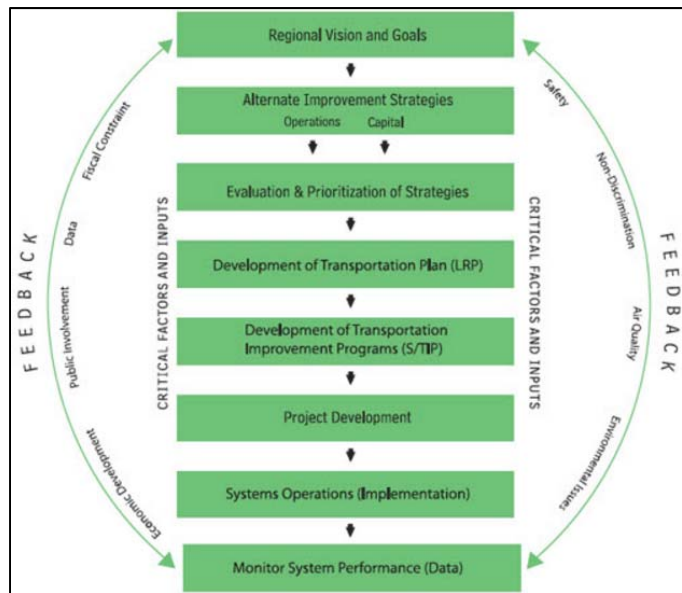 Regional Vision and Goals
Alternate Improvement Strategies
Operations Capital
Evaluation & Prioritization of Strategies
Development of Transportation Plan (LRP)
Development of Transportation
Improvement Programs (S/TIP)
Project Development
Systems Operations (Implementation)
Monitor System Performance (Data)
FEEDBACK
Fiscal Constraint
Data
Public Involvement
Economic Development
CRITICAL FACTORS AND INPUTS
CRITICAL FACTORS AND INPUTS
Safety
Non-Discrimination
Air Quality
Environmental Issues
FEEDBACK